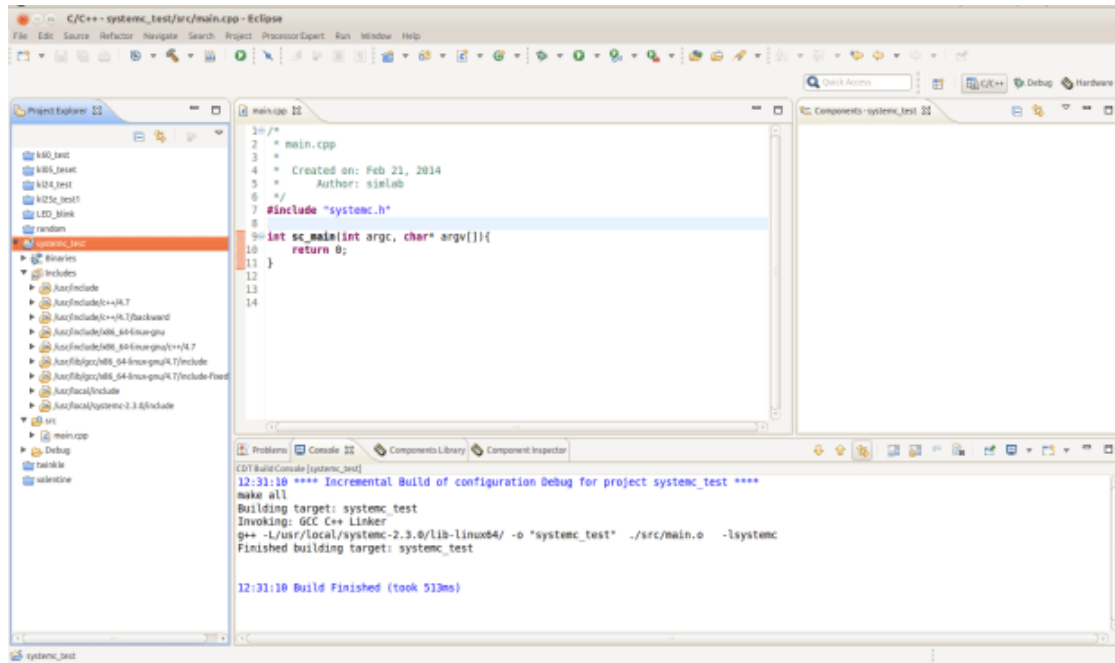 C/C++ - systemc_test/src/main.cpp - Eclipse
File Edit Source Refactor Navigate Search Project ProcessorExpert Run Window Help
Quick Access
C/C++
Debug
Hardware
Project Explorer
k60_test
kl05_teset
kl24_test
kl25z_test1
LED_blink
random
systemc_test
Binaries
Includes
/usr/include
/usr/include/c++/4.7
/usr/include/c++/4.7/backward
/usr/include/x86_64-linux-gnu
/usr/include/x86_64-linux-gnu/c++/4.7
/usr/lib/gcc/x86_64-linux-gnu/4.7/include
/usr/lib/gcc/x86_64-linux-gnu/4.7/include-fixed
/usr/local/include
/usr/local/systemc-2.3.0/include
src
main.cpp
Debug
twinkle
valentine
main.cpp
1 /*
2 * main.cpp
3 *
4 * Created on: Feb 21, 2014
5 * Author: simlab
6 */
7 #include "systemc.h"
8
9 int sc_main(int argc, char* argv[]){
10 return 0;
11 }
12
13
14
Components - systemc_test
Problems Console Components Library Component Inspector
CDT Build Console [systemc_test]
12:31:10 **** Incremental Build of configuration Debug for project systemc_test ****
make all
Building target: systemc_test
Invoking: GCC C++ Linker
g++ -L/usr/local/systemc-2.3.0/lib-linux64/ -o "systemc_test" ./src/main.o -lsystemc
Finished building target: systemc_test
12:31:10 Build Finished (took 513ms)
systemc_test